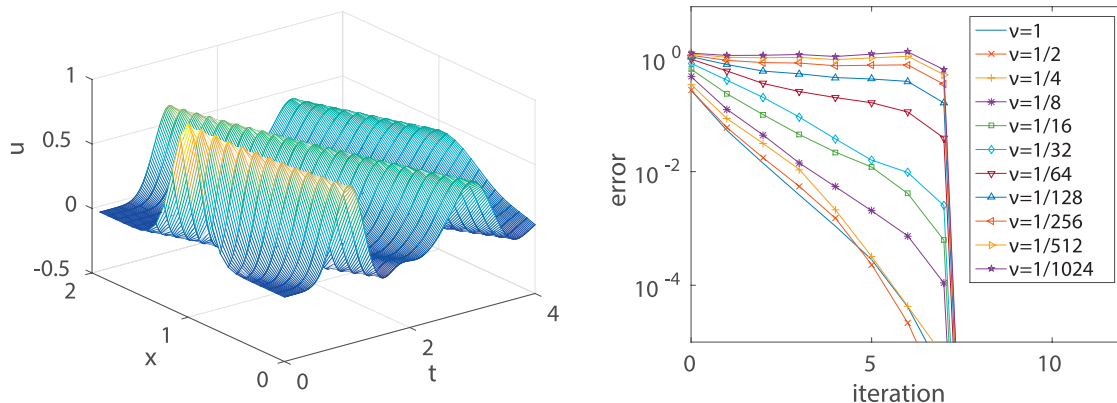 1
0.5
0
-0.5
u
2
1
0
x
0
2
4
t
10^0
10^-2
10^-4
error
0
5
10
iteration
ν=1
ν=1/2
ν=1/4
ν=1/8
ν=1/16
ν=1/32
ν=1/64
ν=1/128
ν=1/256
ν=1/512
ν=1/1024